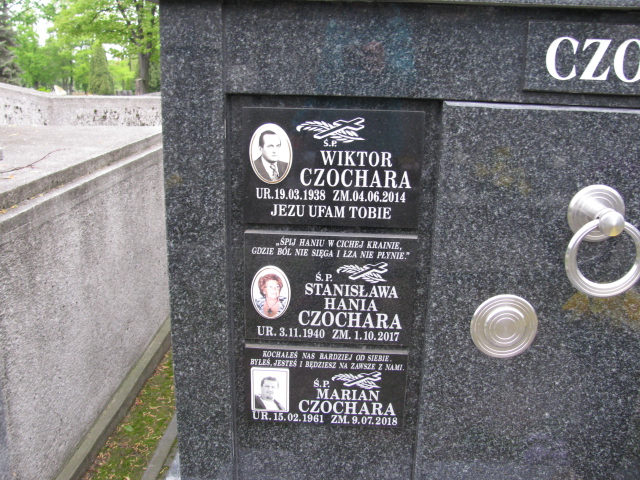 CZO
Ś.P.
WIKTOR
CZOCHARA
UR.19.03.1938 ZM.04.06.2014
JEZU UFAM TOBIE
„ŚPIJ HANIU W CICHEJ KRAINIE,
GDZIE BÓL NIE SIĘGA I ŁZA NIE PŁYNIE."
Ś.P.
STANISŁAWA
HANIA
CZOCHARA
UR. 3.11.1940 ZM. 1.10.2017
KOCHAŁEŚ NAS BARDZIEJ OD SIEBIE.
BYŁEŚ, JESTEŚ I BĘDZIESZ NA ZAWSZE Z NAMI.
Ś.P.
MARIAN
CZOCHARA
UR. 15.02.1961 ZM. 9.07.2018